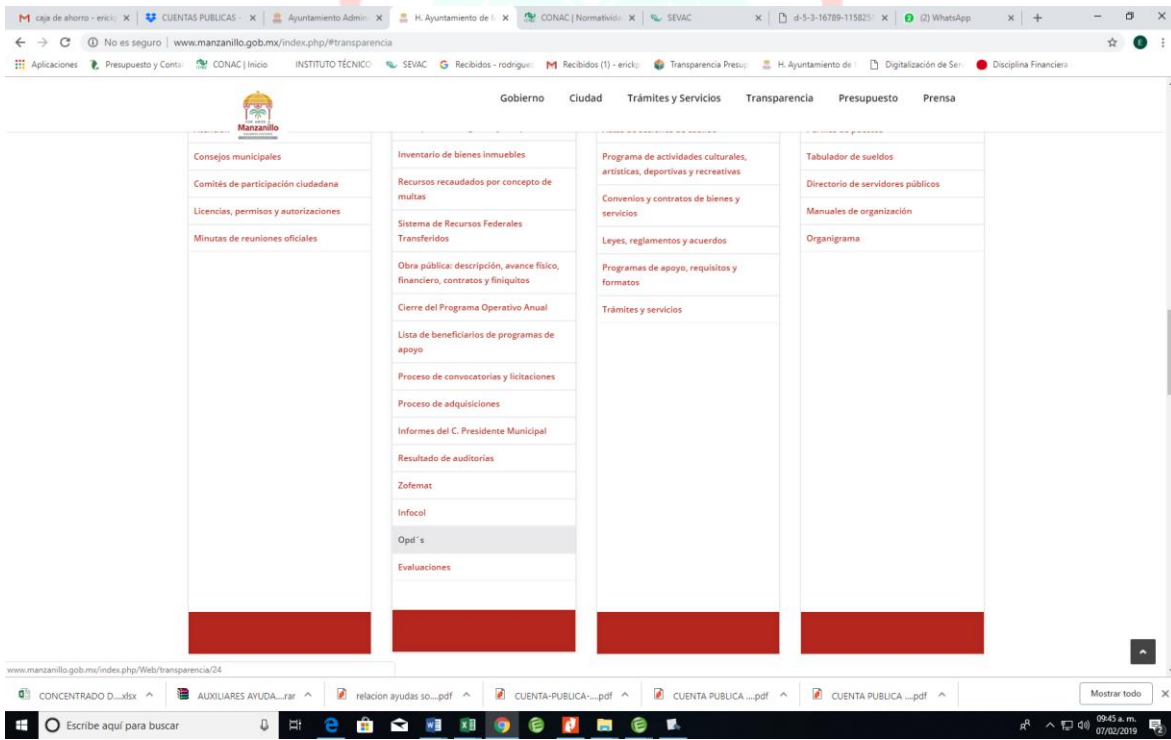 caja de ahorro - erick
CUENTAS PUBLICAS -
Ayuntamiento Admin
H. Ayuntamiento de
CONAC | Normativid
SEVAC
d-5-3-16789-115825
(2) WhatsApp
No es seguro | www.manzanillo.gob.mx/index.php/#transparencia
Aplicaciones
Presupuesto y Conta
CONAC | Inicio
INSTITUTO TÉCNICO
SEVAC
Recibidos - rodrigue
Recibidos (1) - erick
Transparencia Presup
H. Ayuntamiento de
Digitalización de Ser
Disciplina Financiera
Manzanillo
Gobierno
Ciudad
Trámites y Servicios
Transparencia
Presupuesto
Prensa
Consejos municipales
Comités de participación ciudadana
Licencias, permisos y autorizaciones
Minutas de reuniones oficiales
Inventario de bienes inmuebles
Recursos recaudados por concepto de
multas
Sistema de Recursos Federales
Transferidos
Obra pública: descripción, avance físico,
financiero, contratos y finiquitos
Cierre del Programa Operativo Anual
Lista de beneficiarios de programas de
apoyo
Proceso de convocatorias y licitaciones
Proceso de adquisiciones
Informes del C. Presidente Municipal
Resultado de auditorías
Zofemat
Infocol
Opd´s
Evaluaciones
Programa de actividades culturales,
artísticas, deportivas y recreativas
Convenios y contratos de bienes y
servicios
Leyes, reglamentos y acuerdos
Programas de apoyo, requisitos y
formatos
Trámites y servicios
Tabulador de sueldos
Directorio de servidores públicos
Manuales de organización
Organigrama
www.manzanillo.gob.mx/index.php/Web/transparencia/24
CONCENTRADO D....xlsx
AUXILIARES AYUDA....rar
relacion ayudas so....pdf
CUENTA-PUBLICA-....pdf
CUENTA PUBLICA ....pdf
CUENTA PUBLICA ....pdf
Mostrar todo
Escribe aquí para buscar
09:45 a. m.
07/02/2019